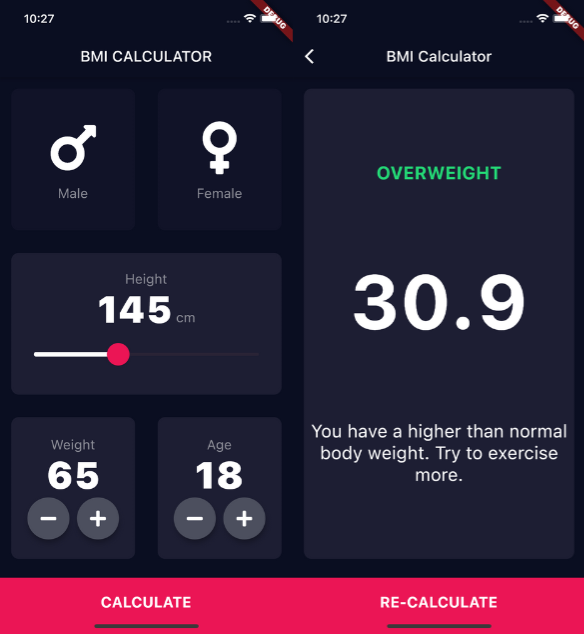 10:27
DEBUG
BMI CALCULATOR
Male
Female
Height
145 cm
Weight
65
Age
18
CALCULATE
10:27
DEBUG
BMI Calculator
OVERWEIGHT
30.9
You have a higher than normal
body weight. Try to exercise
more.
RE-CALCULATE